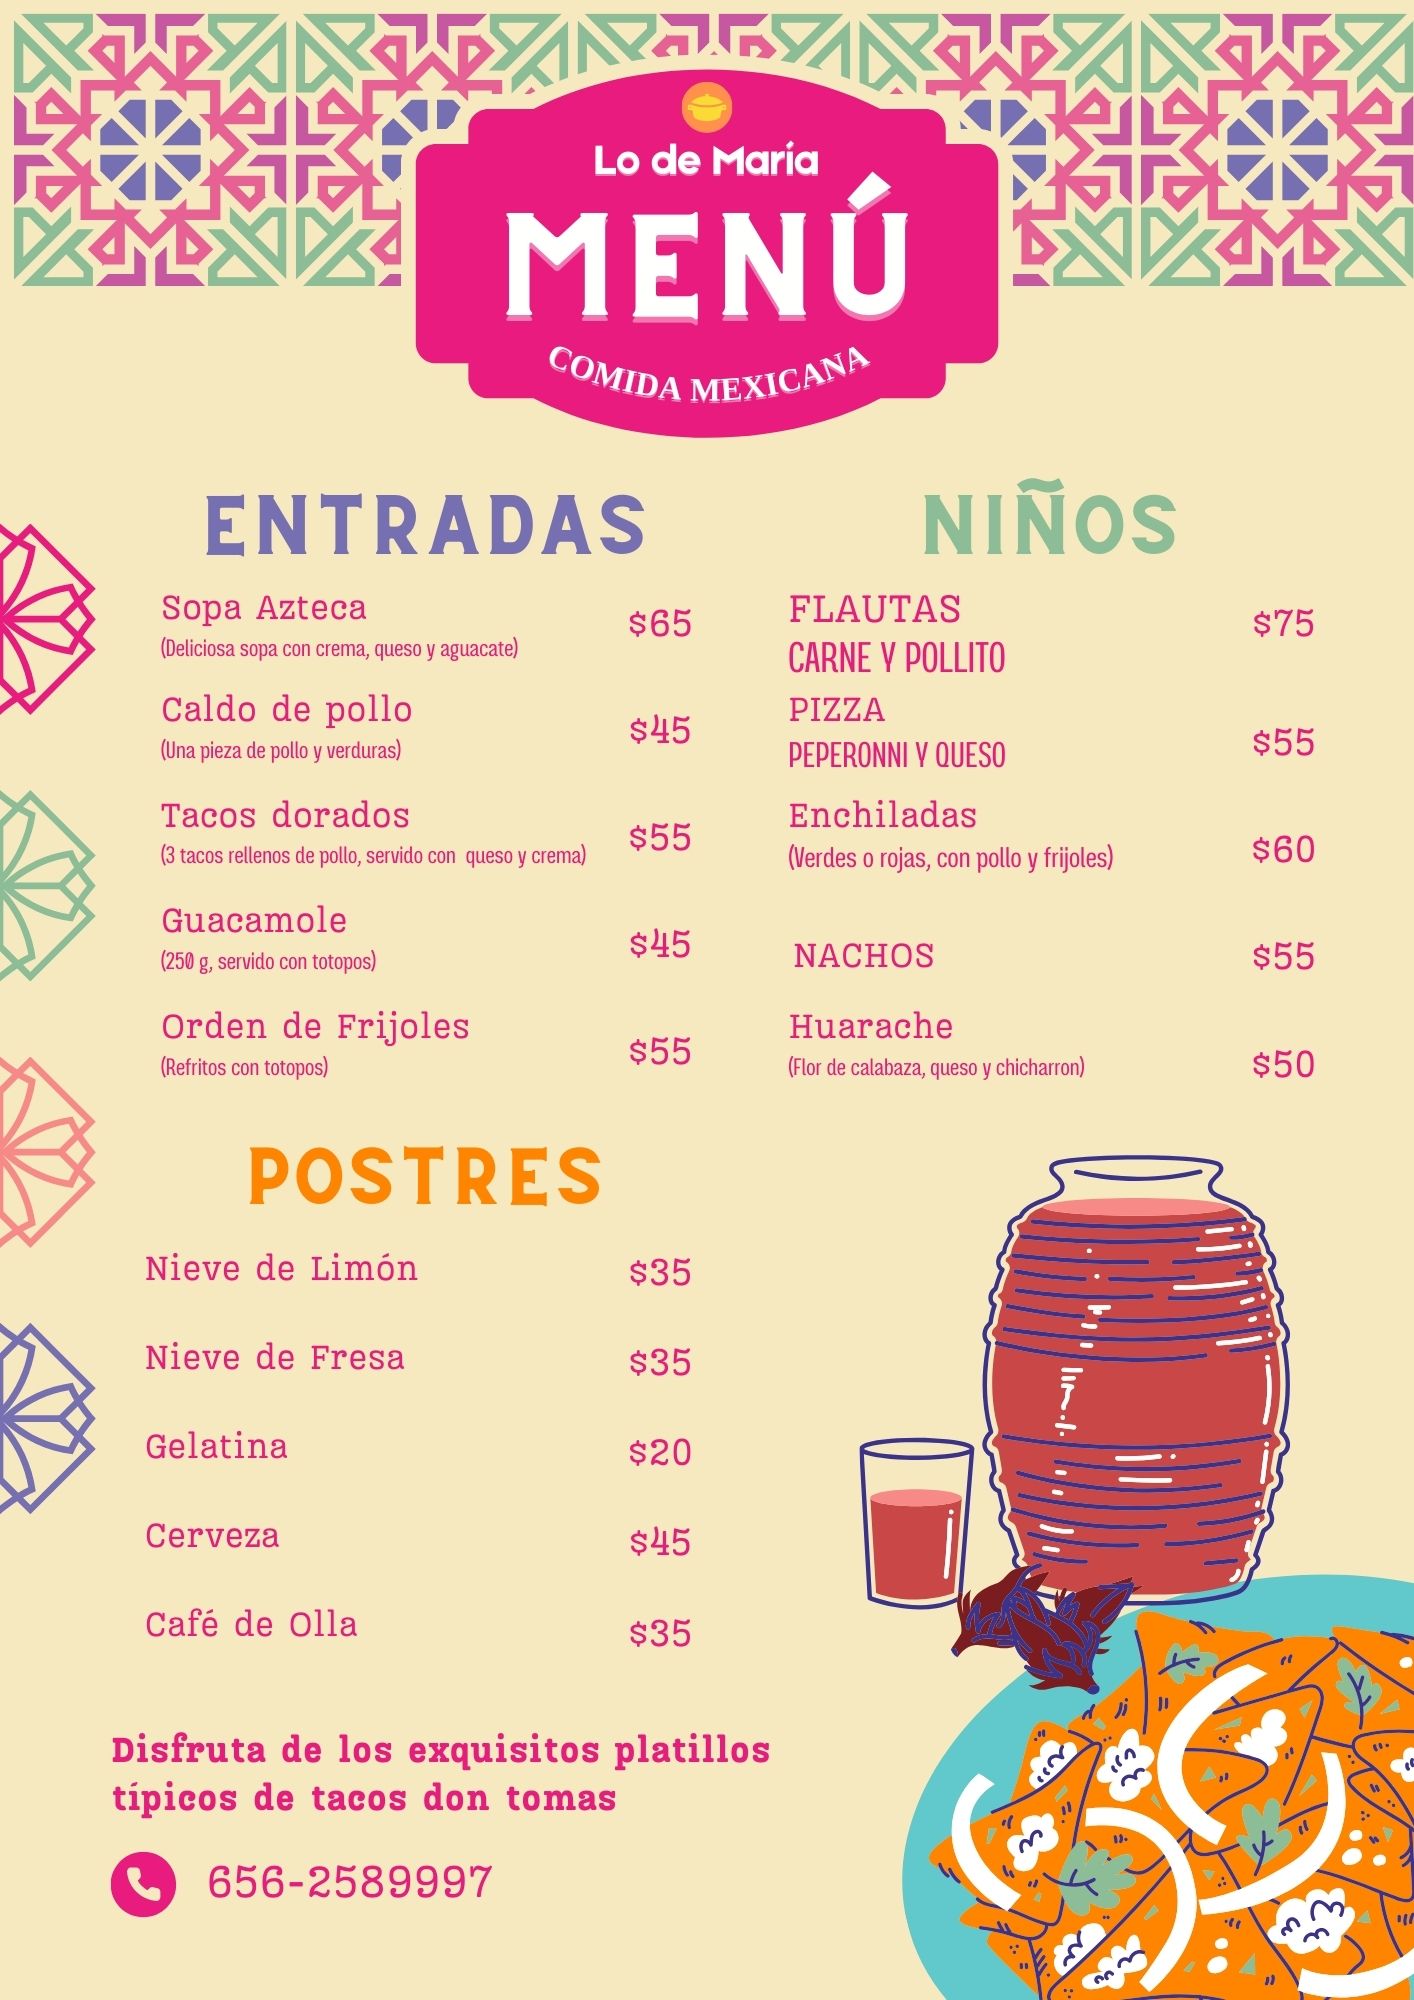 Lo de María
MENÚ
COMIDA MEXICANA
ENTRADAS
Sopa Azteca $65
(Deliciosa sopa con crema, queso y aguacate)
Caldo de pollo $45
(Una pieza de pollo y verduras)
Tacos dorados $55
(3 tacos rellenos de pollo, servido con queso y crema)
Guacamole $45
(250 g, servido con totopos)
Orden de Frijoles $55
(Refritos con totopos)
NIÑOS
FLAUTAS $75
CARNE Y POLLITO
PIZZA $55
PEPERONNI Y QUESO
Enchiladas $60
(Verdes o rojas, con pollo y frijoles)
NACHOS $55
Huarache $50
(Flor de calabaza, queso y chicharron)
POSTRES
Nieve de Limón $35
Nieve de Fresa $35
Gelatina $20
Cerveza $45
Café de Olla $35
Disfruta de los exquisitos platillos
típicos de tacos don tomas
656-2589997